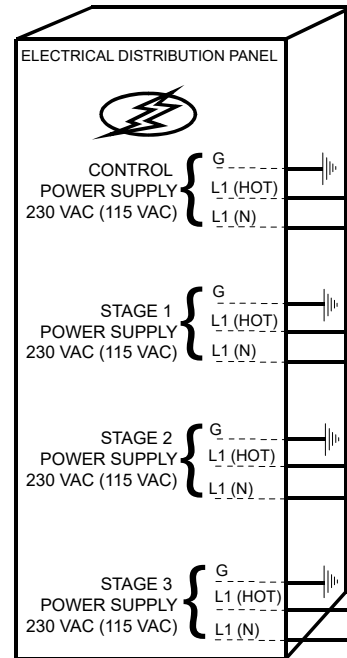 ELECTRICAL DISTRIBUTION PANEL
CONTROL
POWER SUPPLY
230 VAC (115 VAC)
G
L1 (HOT)
L1 (N)
STAGE 1
POWER SUPPLY
230 VAC (115 VAC)
G
L1 (HOT)
L1 (N)
STAGE 2
POWER SUPPLY
230 VAC (115 VAC)
G
L1 (HOT)
L1 (N)
STAGE 3
POWER SUPPLY
230 VAC (115 VAC)
G
L1 (HOT)
L1 (N)